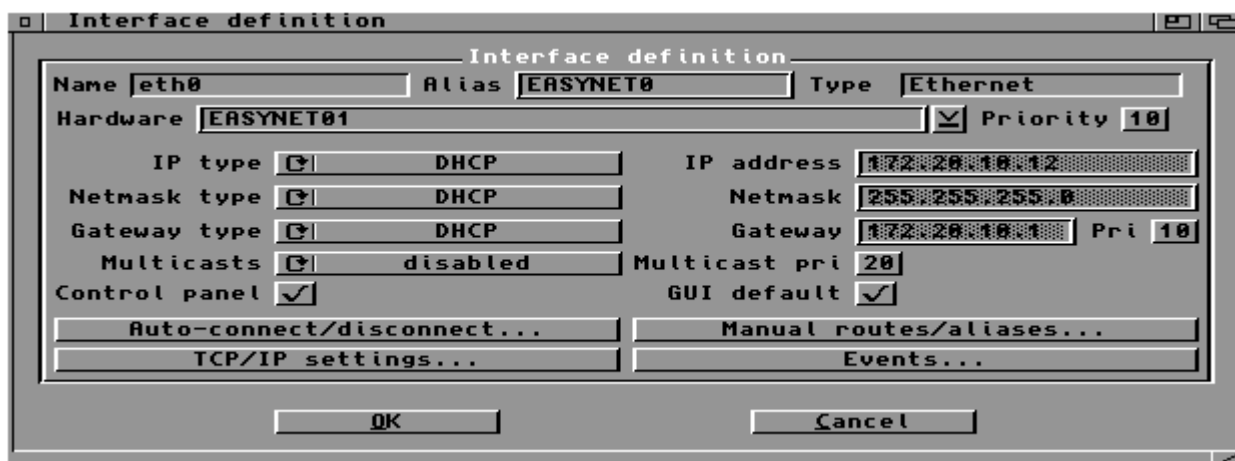 Interface definition
Interface definition
Name eth0 Alias EASYNET0 Type Ethernet
Hardware EASYNET01 Priority 10
IP type DHCP IP address 172.20.10.12
Netmask type DHCP Netmask 255.255.255.0
Gateway type DHCP Gateway 172.20.10.1 Pri 10
Multicasts disabled Multicast pri 20
Control panel GUI default
Auto-connect/disconnect... Manual routes/aliases...
TCP/IP settings... Events...
OK Cancel